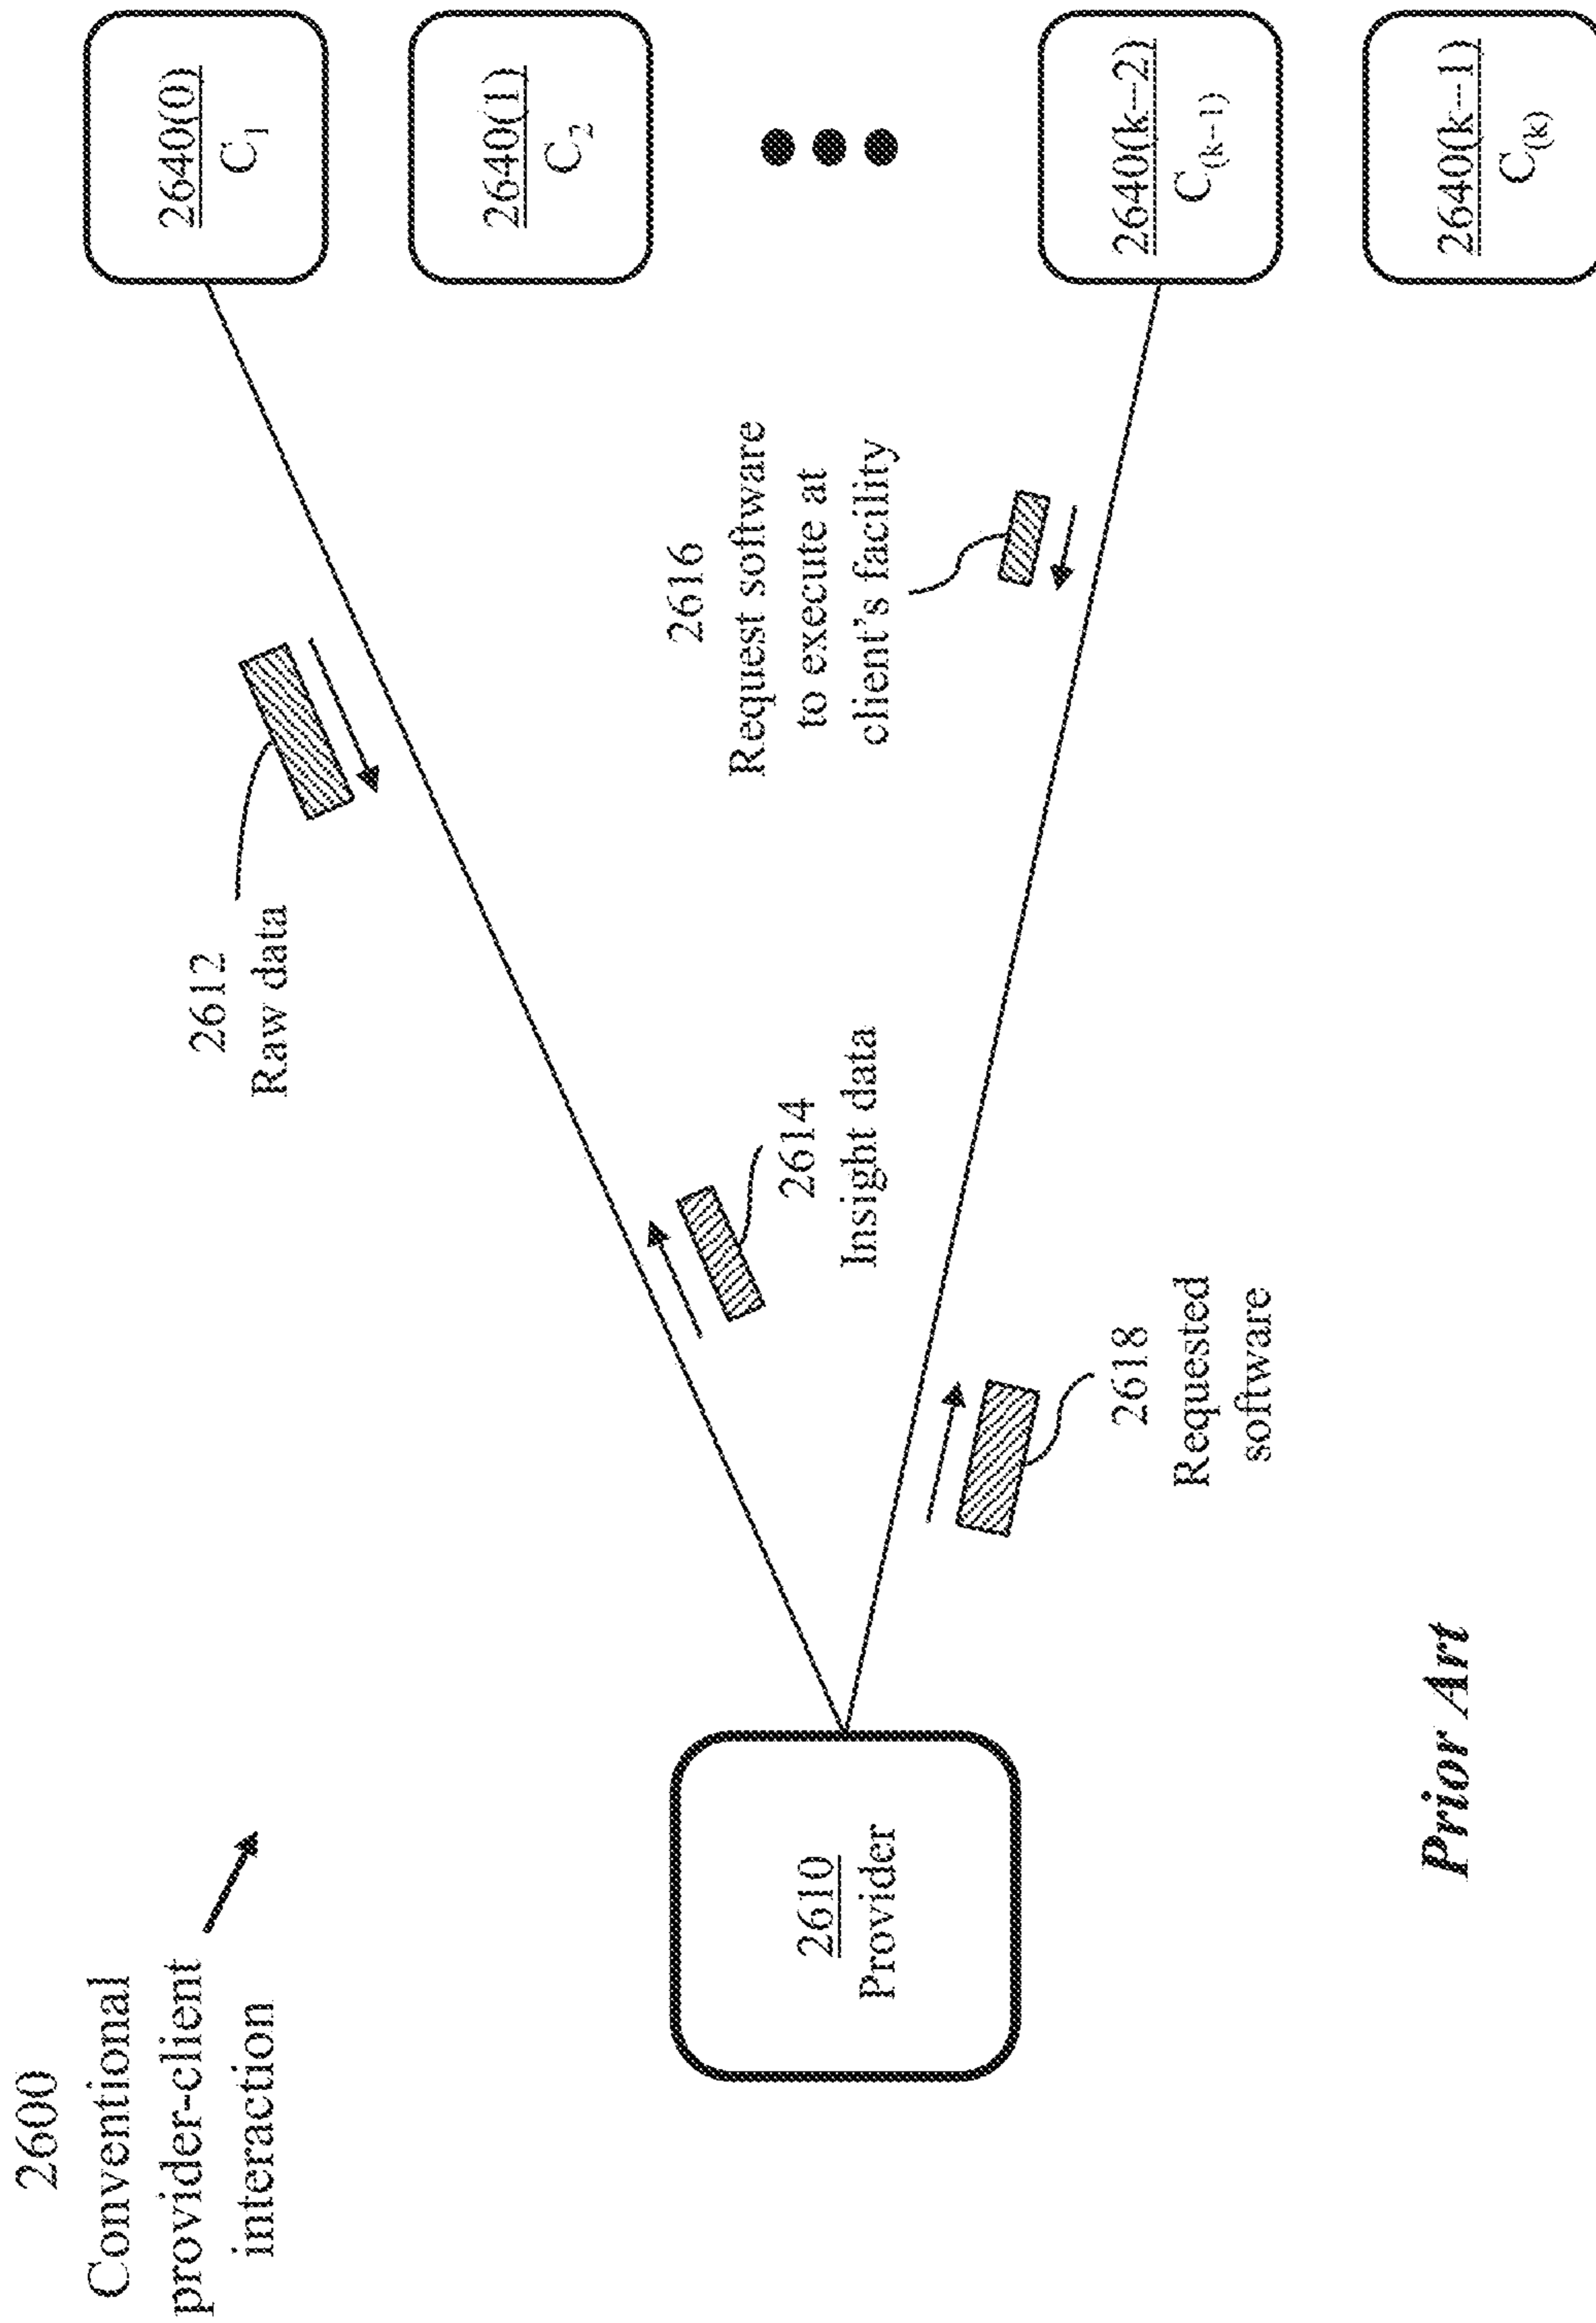 2600
Conventional
provider-client
interaction
2610
Provider
2612
Raw data
2614
Insight data
2616
Request software
to execute at
client's facility
2618
Requested
software
2640(0)
C1
2640(1)
C2
2640(k–2)
C(k−1)
2640(k–1)
C(k)
Prior Art